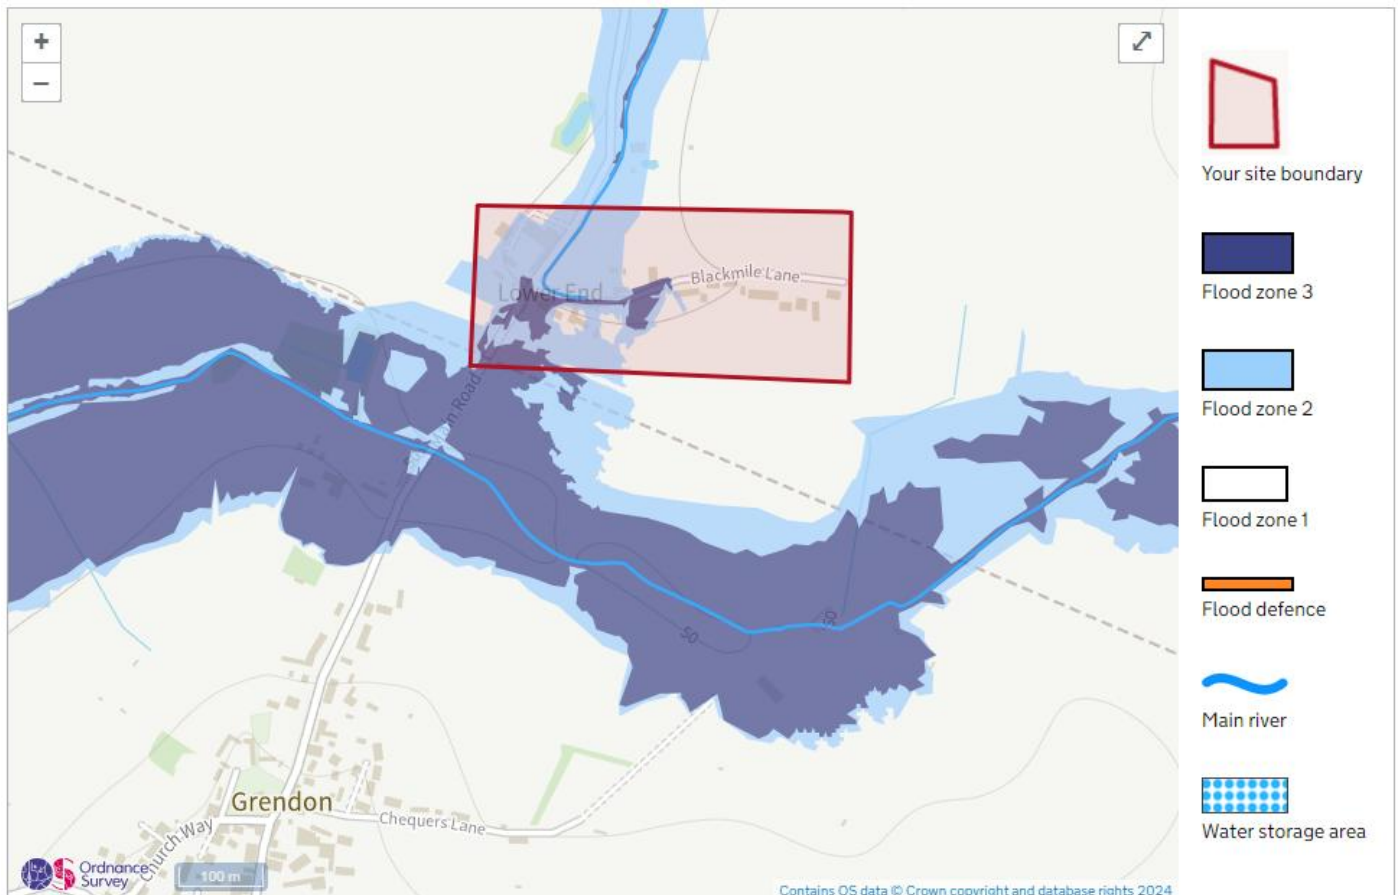 +
−
Your site boundary
Flood zone 3
Blackmile Lane
Lower End
Flood zone 2
Main Road
Flood zone 1
Flood defence
50
50
Main river
Grendon
Chequers Lane
Church Way
Water storage area
Ordnance
Survey
100 m
Contains OS data © Crown copyright and database rights 2024